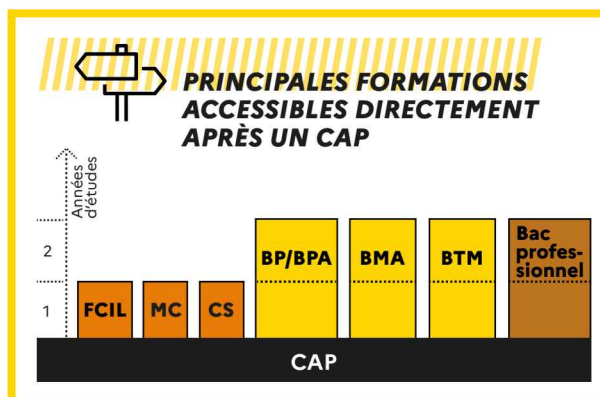 PRINCIPALES FORMATIONS
ACCESSIBLES DIRECTEMENT
APRÈS UN CAP
Années
d'études
2
1
FCIL
MC
CS
BP/BPA
BMA
BTM
Bac
profes-
sionnel
CAP